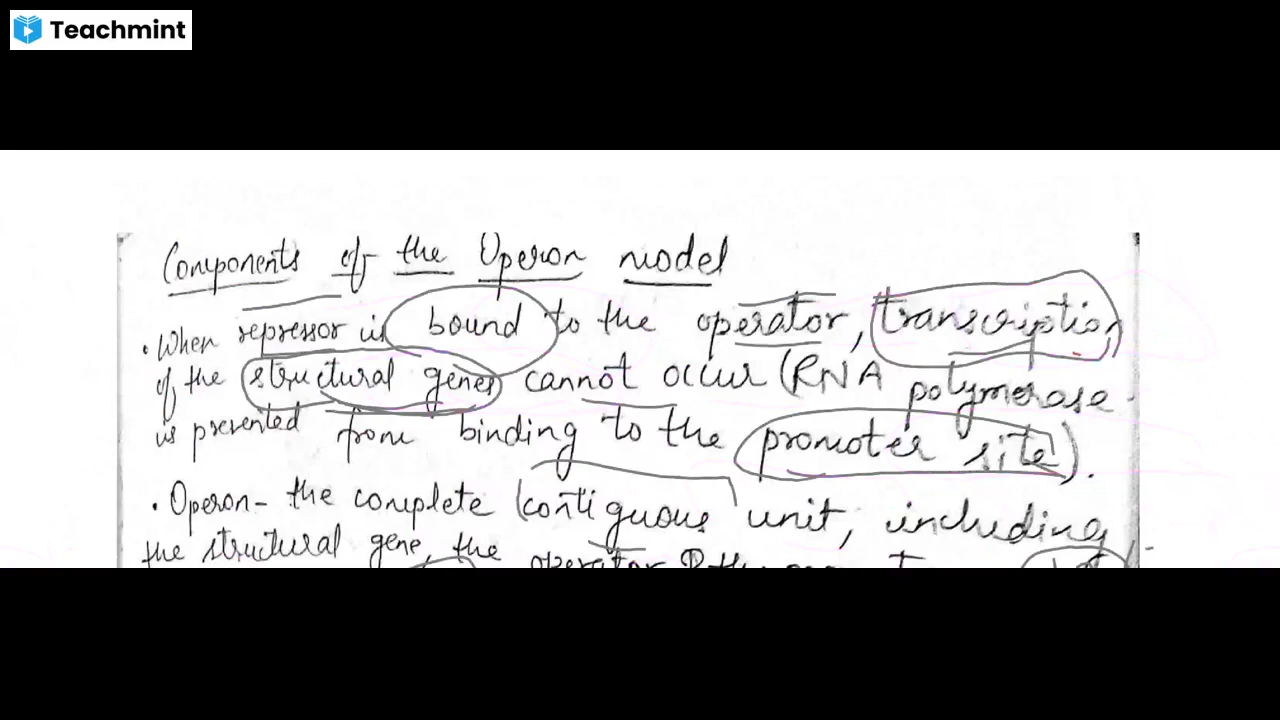 Teachmint
Components of the Operon model
• When repressor is bound to the operator, transcription
of the structural genes cannot occur (RNA polymerase
is prevented from binding to the promoter site).
• Operon - the complete contiguous unit, including
the structural gene, the operator